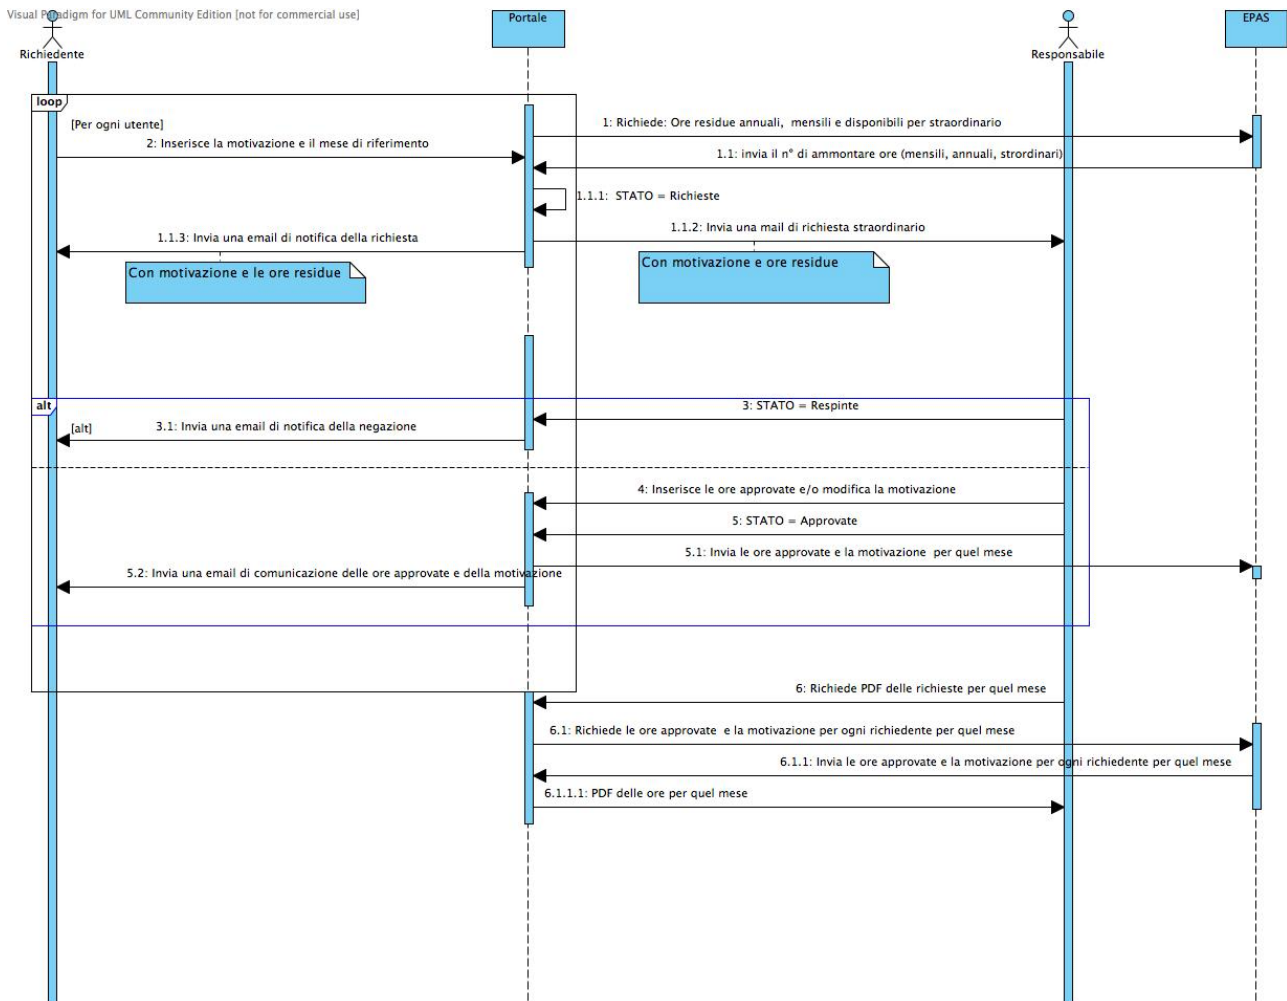 Visual Paradigm for UML Community Edition [not for commercial use]
Richiedente
Portale
Responsabile
EPAS
loop
[Per ogni utente]
1: Richiede: Ore residue annuali, mensili e disponibili per straordinario
2: Inserisce la motivazione e il mese di riferimento
1.1: invia il n° di ammontare ore (mensili, annuali, strordinari)
1.1.1: STATO = Richieste
1.1.2: Invia una mail di richiesta straordinario
1.1.3: Invia una email di notifica della richiesta
Con motivazione e le ore residue
Con motivazione e ore residue
alt
3: STATO = Respinte
[alt]
3.1: Invia una email di notifica della negazione
4: Inserisce le ore approvate e/o modifica la motivazione
5: STATO = Approvate
5.1: Invia le ore approvate e la motivazione per quel mese
5.2: Invia una email di comunicazione delle ore approvate e della motivazione
6: Richiede PDF delle richieste per quel mese
6.1: Richiede le ore approvate e la motivazione per ogni richiedente per quel mese
6.1.1: Invia le ore approvate e la motivazione per ogni richiedente per quel mese
6.1.1.1: PDF delle ore per quel mese